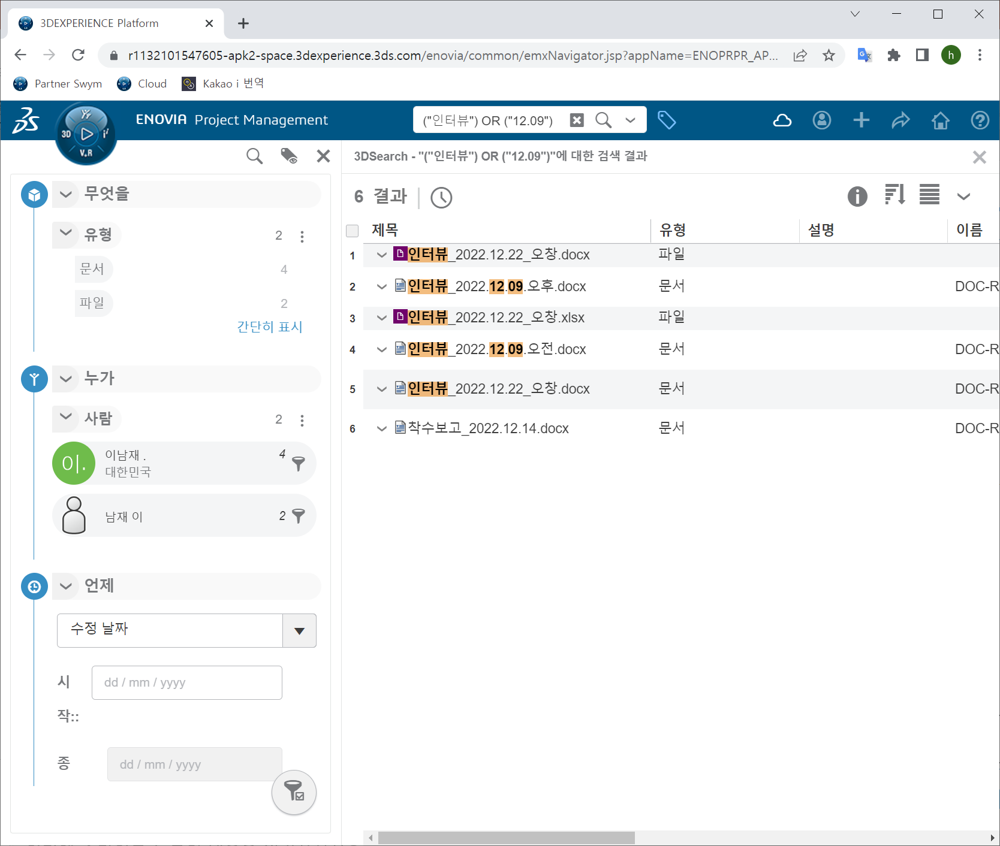 3DEXPERIENCE Platform
r1132101547605-apk2-space.3dexperience.3ds.com/enovia/common/emxNavigator.jsp?appName=ENOPRPR_AP...
h
Partner Swym
Cloud
Kakao i 번역
3DS
3D
V.R
i
ENOVIA Project Management
("인터뷰") OR ("12.09")
3DSearch - "("인터뷰") OR ("12.09")"에 대한 검색 결과
무엇을
유형 2
문서 4
파일 2
간단히 표시
누가
사람 2
이.
이남재 . 4
대한민국
남재 이 2
언제
수정 날짜
시
작::
dd / mm / yyyy
종
dd / mm / yyyy
6 결과
제목 유형 설명 이름
1 인터뷰_2022.12.22_오창.docx 파일
2 인터뷰_2022.12.09.오후.docx 문서 DOC-R
3 인터뷰_2022.12.22_오창.xlsx 파일
4 인터뷰_2022.12.09.오전.docx 문서 DOC-R
5 인터뷰_2022.12.22_오창.docx 문서 DOC-R
6 착수보고_2022.12.14.docx 문서 DOC-R